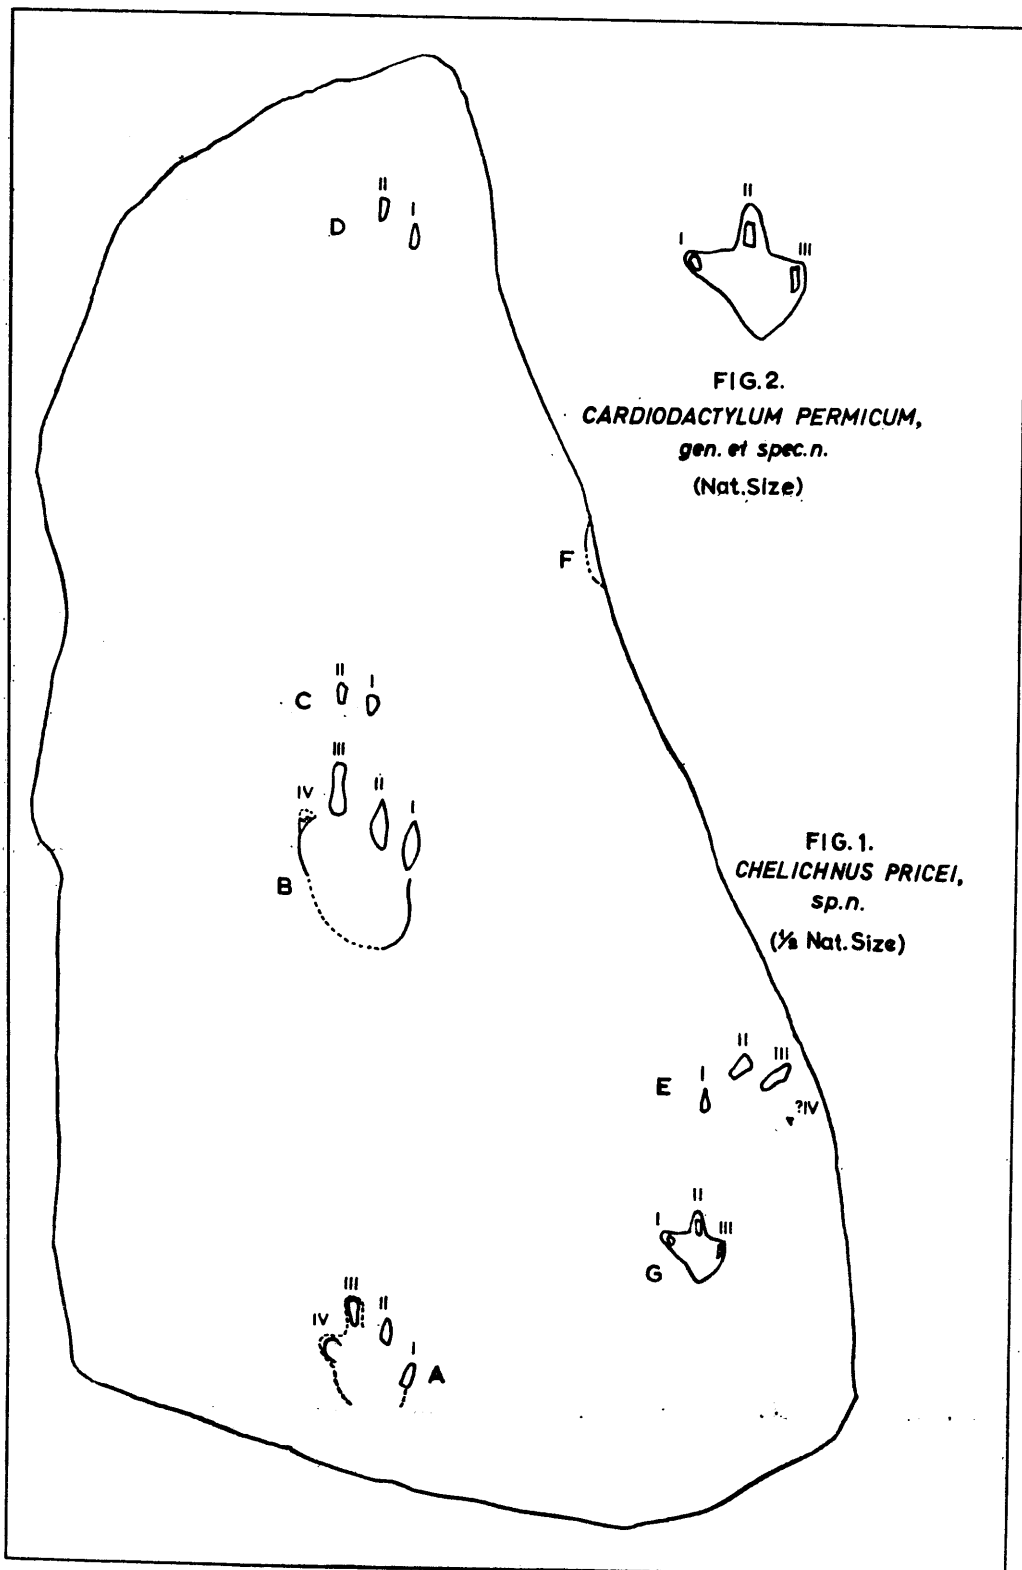 II
I
D
II
I
III
FIG.2.
CARDIODACTYLUM PERMICUM,
gen. et spec.n.
(Nat.Size)
F
II
I
C
III
II
IV
I
B
FIG.1.
CHELICHNUS PRICEI,
sp.n.
(½ Nat.Size)
II
III
I
E
?IV
II
I
III
G
III
II
IV
I
A